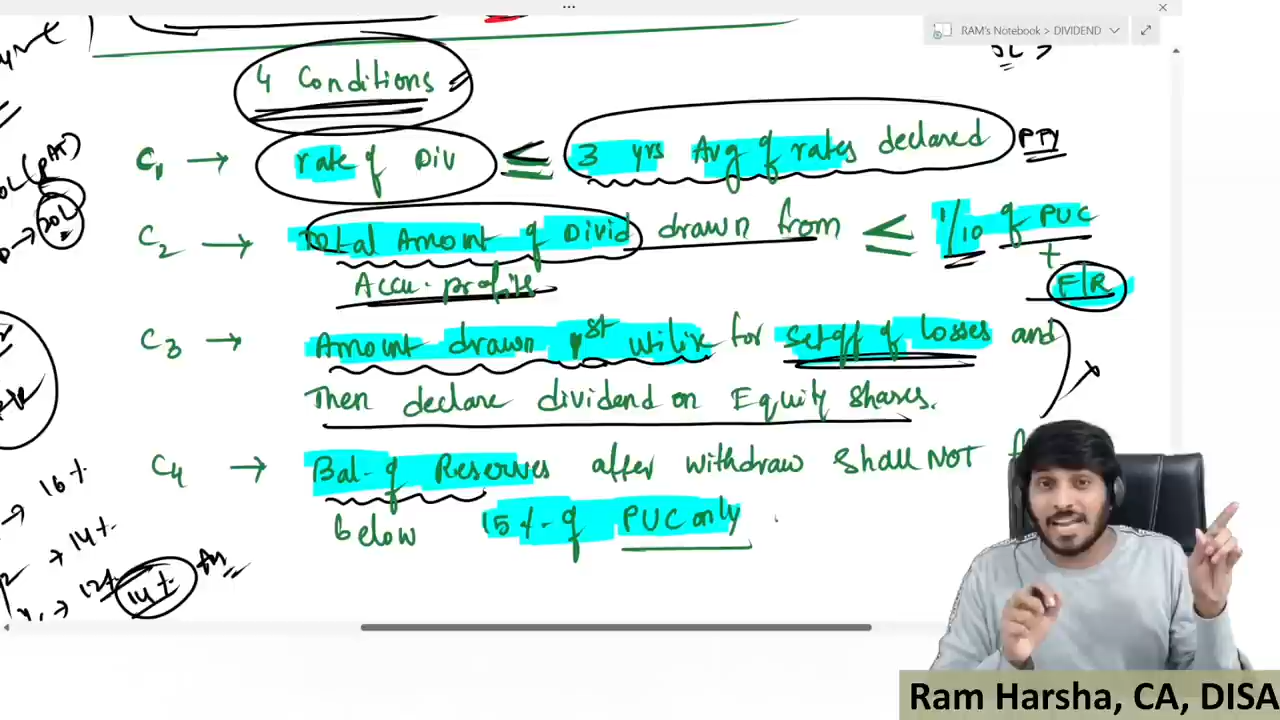 ...
RAM's Notebook > DIVIDEND
4 Conditions
C1 → rate of Div ≤ 3 yrs Avg of rates declared PTY
C2 → Total Amount of Divid drawn from ≤ 1/10 of PUC
+
Accu. profits F/R
C3 → Amount drawn 1st utilix for Setoff of losses and
Then declare dividend on Equity shares.
C4 → Bal. of Reserves after withdraw shall NOT
below 15%. of PUC only
20L
→ 16%
→ 14%
→ 12%
14%
Ram Harsha, CA, DISA